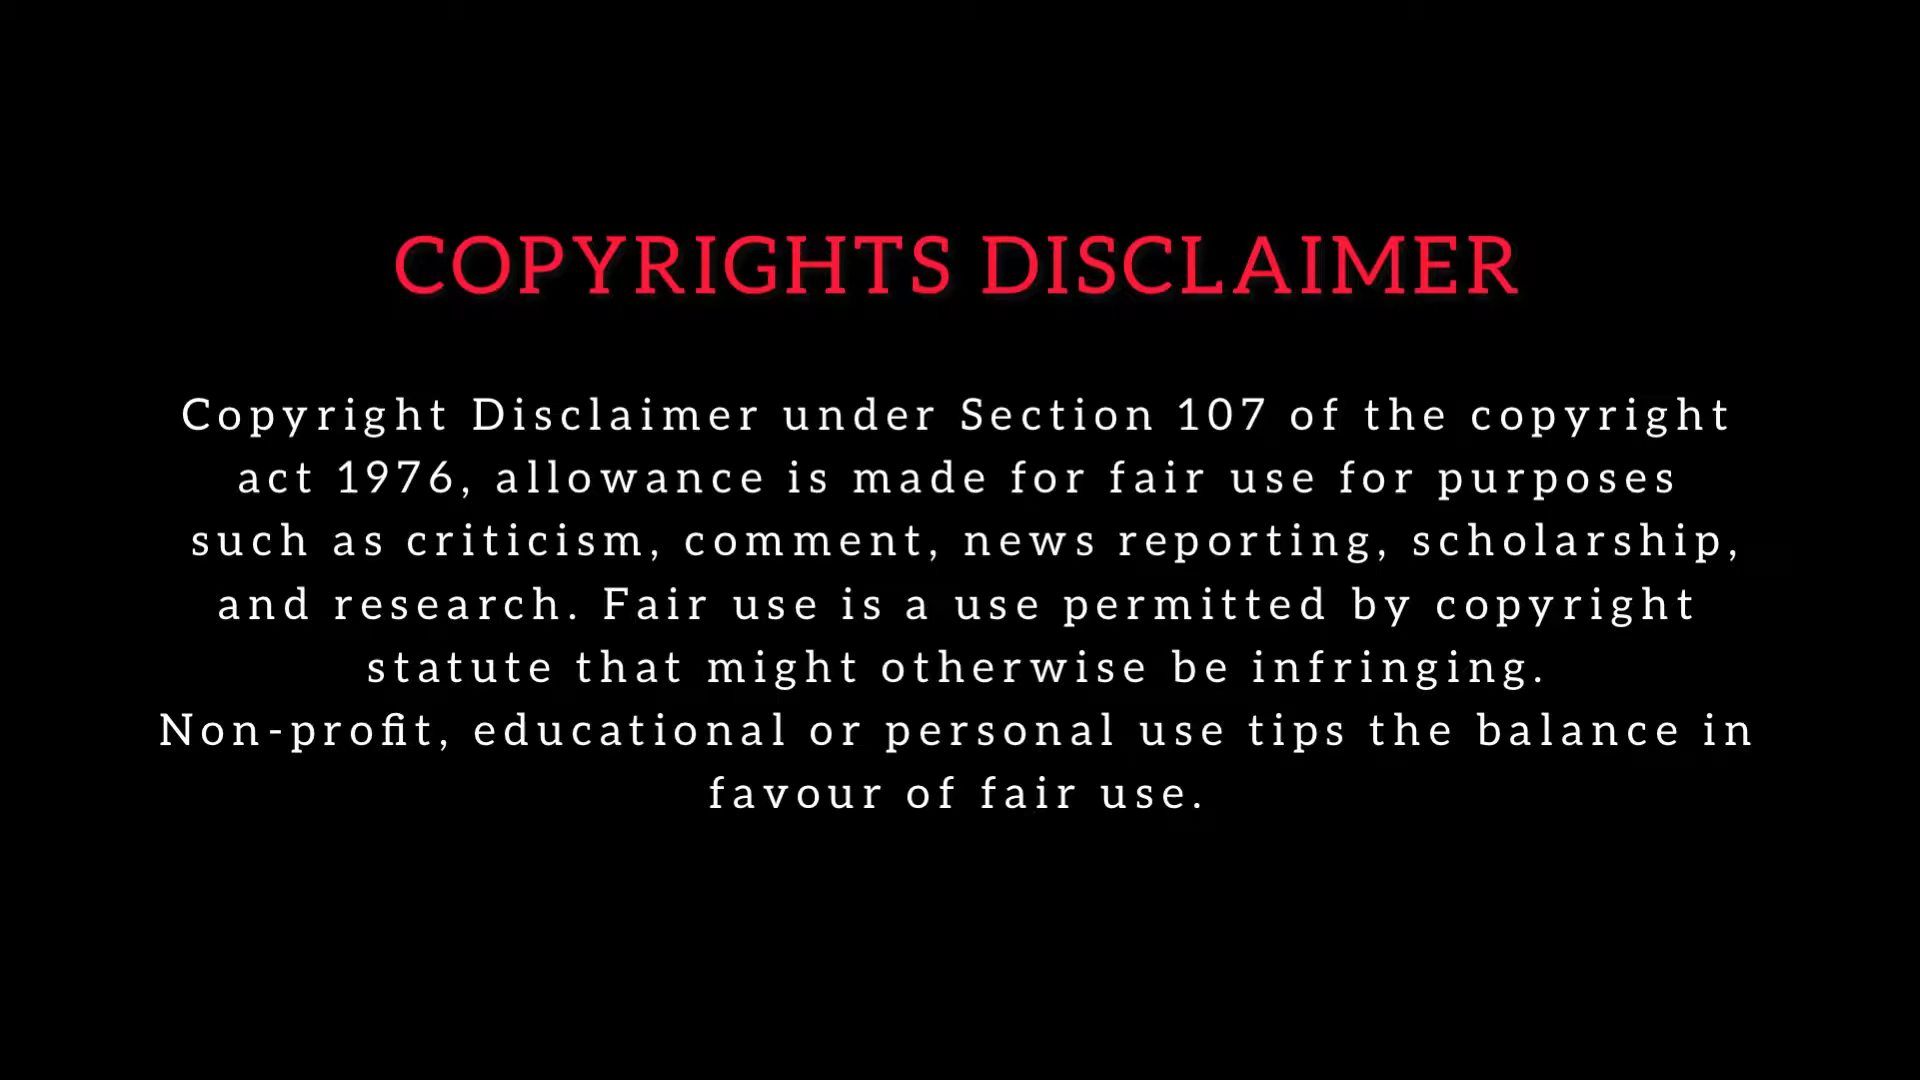 COPYRIGHTS DISCLAIMER
Copyright Disclaimer under Section 107 of the copyright
act 1976, allowance is made for fair use for purposes
such as criticism, comment, news reporting, scholarship,
and research. Fair use is a use permitted by copyright
statute that might otherwise be infringing.
Non-profit, educational or personal use tips the balance in
favour of fair use.